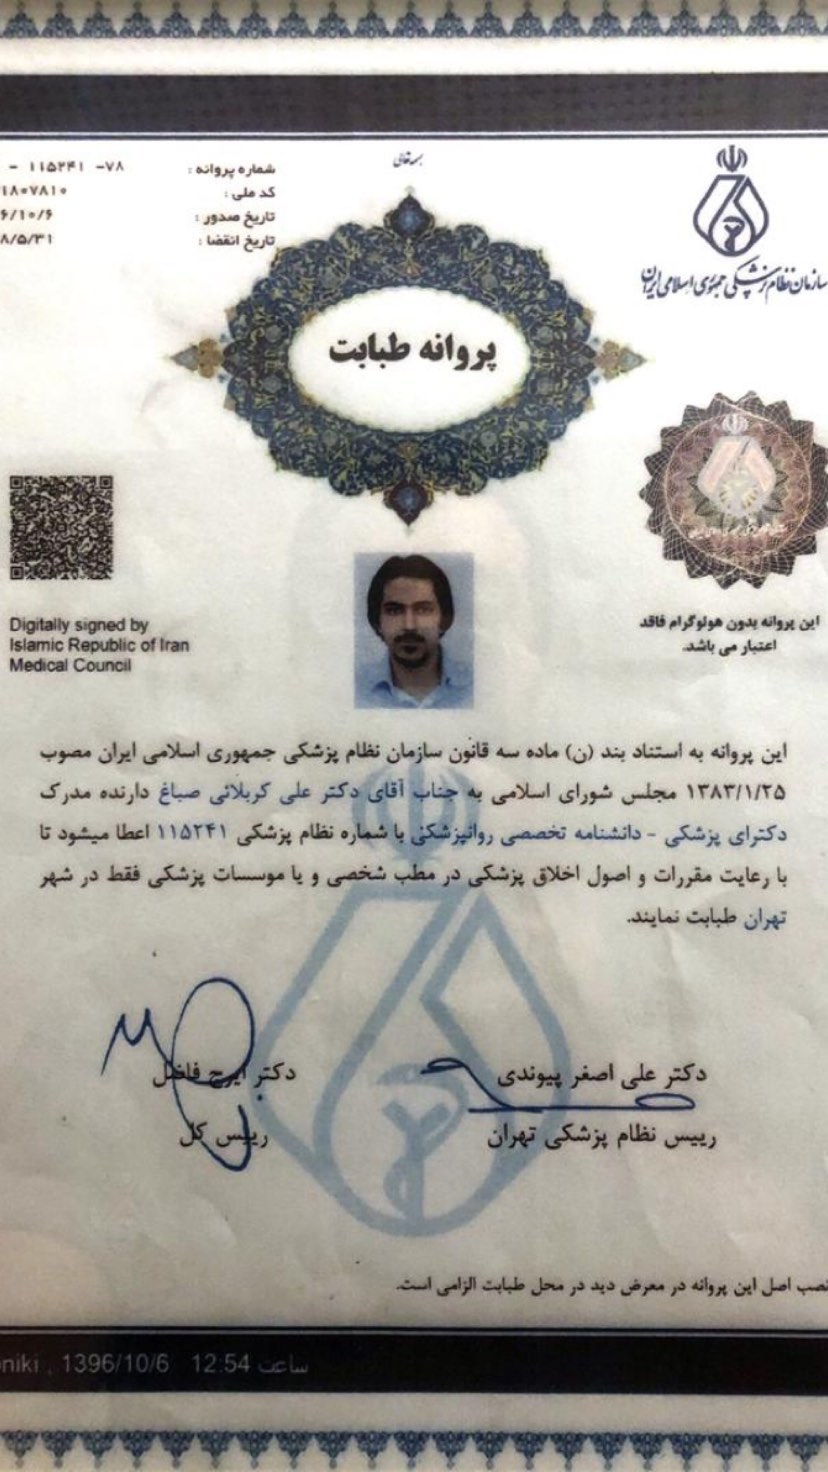 بسمه تعالی
سازمان نظام پزشکی جمهوری اسلامی ایران
شماره پروانه : ۷۸- ۱۱۵۲۴۱ -
کد ملی : ۱۸۰۷۸۱۰
تاریخ صدور : ۶/۱۰/۶
تاریخ انقضا : ۸/۵/۳۱
پروانه طبابت
Digitally signed by
Islamic Republic of Iran
Medical Council
این پروانه بدون هولوگرام فاقد
اعتبار می باشد.
این پروانه به استناد بند (ن) ماده سه قانون سازمان نظام پزشکی جمهوری اسلامی ایران مصوب
۱۳۸۳/۱/۲۵ مجلس شورای اسلامی به جناب آقای دکتر علی کربلائی صباغ دارنده مدرک
دکترای پزشکی - دانشنامه تخصصی روانپزشکی با شماره نظام پزشکی ۱۱۵۲۴۱ اعطا میشود تا
با رعایت مقررات و اصول اخلاق پزشکی در مطب شخصی و یا موسسات پزشکی فقط در شهر
تهران طبابت نمایند.
دکتر علی اصغر پیوندی
رییس نظام پزشکی تهران
دکتر ایرج فاضل
رییس کل
نصب اصل این پروانه در معرض دید در محل طبابت الزامی است.
niki , 1396/10/6 12:54 ساعت